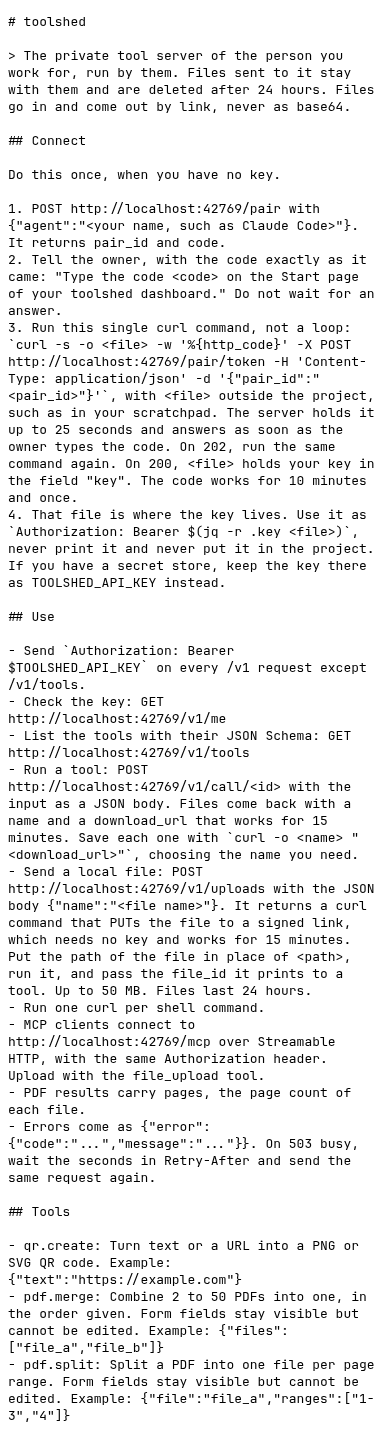 # toolshed

> The private tool server of the person you
work for, run by them. Files sent to it stay
with them and are deleted after 24 hours. Files
go in and come out by link, never as base64.

## Connect

Do this once, when you have no key.

1. POST http://localhost:42769/pair with
{"agent":"<your name, such as Claude Code>"}.
It returns pair_id and code.
2. Tell the owner, with the code exactly as it
came: "Type the code <code> on the Start page
of your toolshed dashboard." Do not wait for an
answer.
3. Run this single curl command, not a loop:
`curl -s -o <file> -w '%{http_code}' -X POST
http://localhost:42769/pair/token -H 'Content-
Type: application/json' -d '{"pair_id":"
<pair_id>"}'`, with <file> outside the project,
such as in your scratchpad. The server holds it
up to 25 seconds and answers as soon as the
owner types the code. On 202, run the same
command again. On 200, <file> holds your key in
the field "key". The code works for 10 minutes
and once.
4. That file is where the key lives. Use it as
`Authorization: Bearer $(jq -r .key <file>)`,
never print it and never put it in the project.
If you have a secret store, keep the key there
as TOOLSHED_API_KEY instead.

## Use

- Send `Authorization: Bearer
$TOOLSHED_API_KEY` on every /v1 request except
/v1/tools.
- Check the key: GET
http://localhost:42769/v1/me
- List the tools with their JSON Schema: GET
http://localhost:42769/v1/tools
- Run a tool: POST
http://localhost:42769/v1/call/<id> with the
input as a JSON body. Files come back with a
name and a download_url that works for 15
minutes. Save each one with `curl -o <name> "
<download_url>"`, choosing the name you need.
- Send a local file: POST
http://localhost:42769/v1/uploads with the JSON
body {"name":"<file name>"}. It returns a curl
command that PUTs the file to a signed link,
which needs no key and works for 15 minutes.
Put the path of the file in place of <path>,
run it, and pass the file_id it prints to a
tool. Up to 50 MB. Files last 24 hours.
- Run one curl per shell command.
- MCP clients connect to
http://localhost:42769/mcp over Streamable
HTTP, with the same Authorization header.
Upload with the file_upload tool.
- PDF results carry pages, the page count of
each file.
- Errors come as {"error":
{"code":"...","message":"..."}}. On 503 busy,
wait the seconds in Retry-After and send the
same request again.

## Tools

- qr.create: Turn text or a URL into a PNG or
SVG QR code. Example:
{"text":"https://example.com"}
- pdf.merge: Combine 2 to 50 PDFs into one, in
the order given. Form fields stay visible but
cannot be edited. Example: {"files":
["file_a","file_b"]}
- pdf.split: Split a PDF into one file per page
range. Form fields stay visible but cannot be
edited. Example: {"file":"file_a","ranges":["1-
3","4"]}